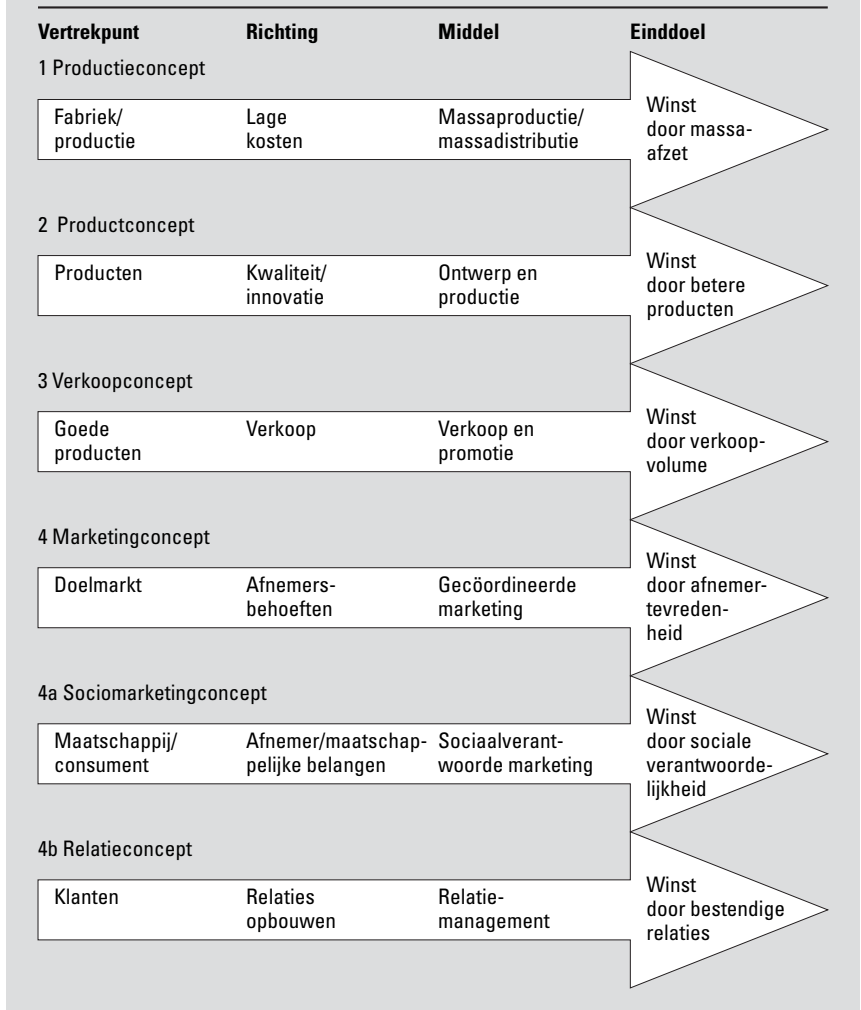 Vertrekpunt Richting Middel Einddoel
1 Productieconcept
Fabriek/ Lage Massaproductie/ Winst
productie kosten massadistributie door massa-
afzet
2 Productconcept
Producten Kwaliteit/ Ontwerp en Winst
innovatie productie door betere
producten
3 Verkoopconcept
Goede Verkoop Verkoop en Winst
producten promotie door verkoop-
volume
4 Marketingconcept
Doelmarkt Afnemers- Gecöordineerde Winst
behoeften marketing door afnemer-
tevreden-
heid
4a Sociomarketingconcept
Maatschappij/ Afnemer/maatschap- Sociaalverant- Winst
consument pelijke belangen woorde marketing door sociale
verantwoorde-
lijkheid
4b Relatieconcept
Klanten Relaties Relatie- Winst
opbouwen management door bestendige
relaties